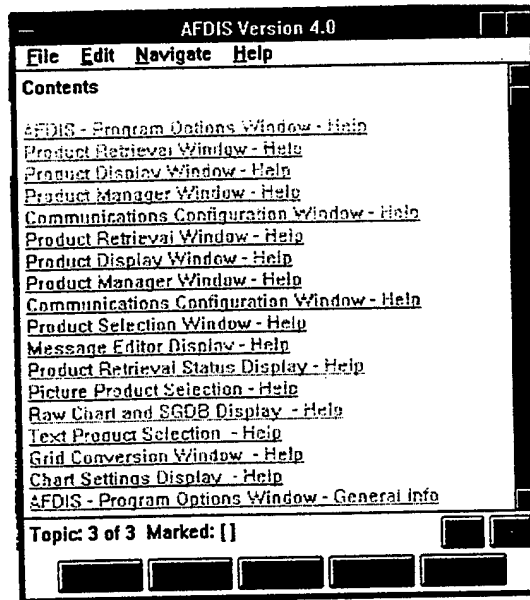 AFDIS Version 4.0
File Edit Navigate Help
Contents
AFDIS - Program Options Window - Help
Product Retrieval Window - Help
Product Display Window - Help
Product Manager Window - Help
Communications Configuration Window - Help
Product Retrieval Window - Help
Product Display Window - Help
Product Manager Window - Help
Communications Configuration Window - Help
Product Selection Window - Help
Message Editor Display - Help
Product Retrieval Status Display - Help
Picture Product Selection - Help
Raw Chart and SGDB Display - Help
Text Product Selection - Help
Grid Conversion Window - Help
Chart Settings Display - Help
AFDIS - Program Options Window - General Info
Topic: 3 of 3 Marked: [ ]